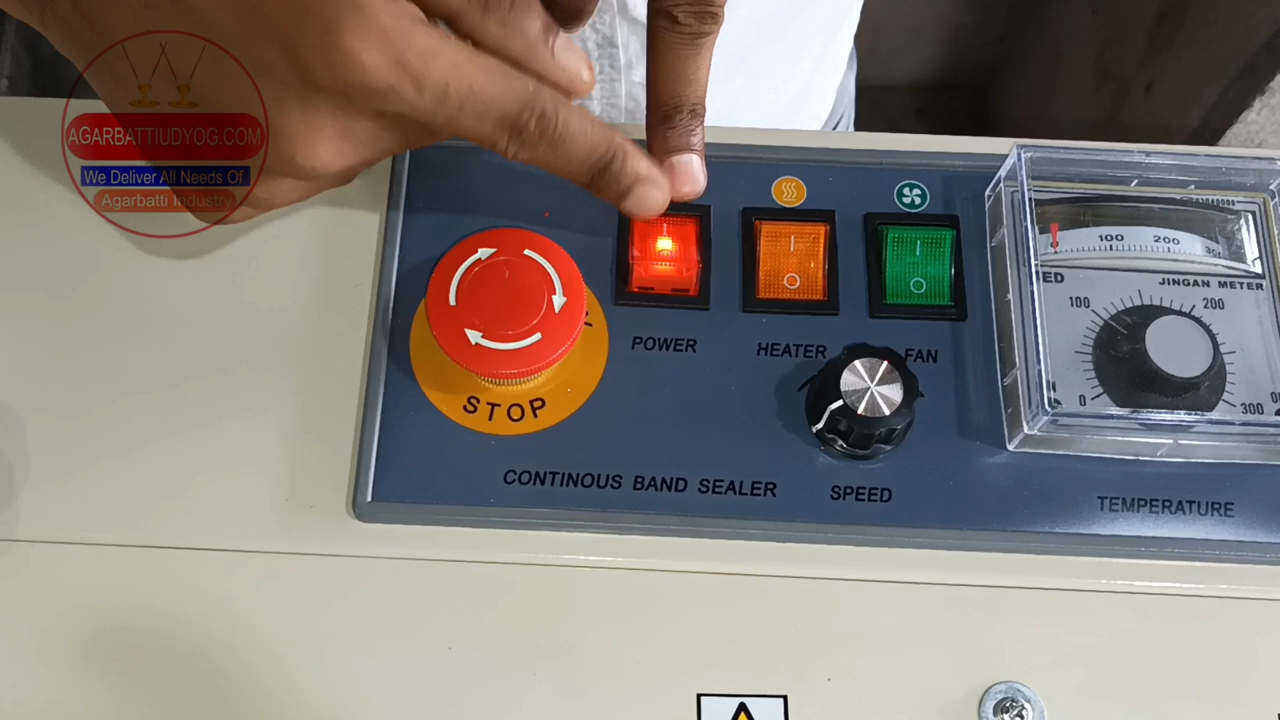 AGARBATTIUDYOG.COM
We Deliver All Needs Of
Agarbatti Industry
STOP
POWER
HEATER
FAN
CONTINOUS BAND SEALER
SPEED
100 200
JINGAN METER
100 200
0 300
TEMPERATURE